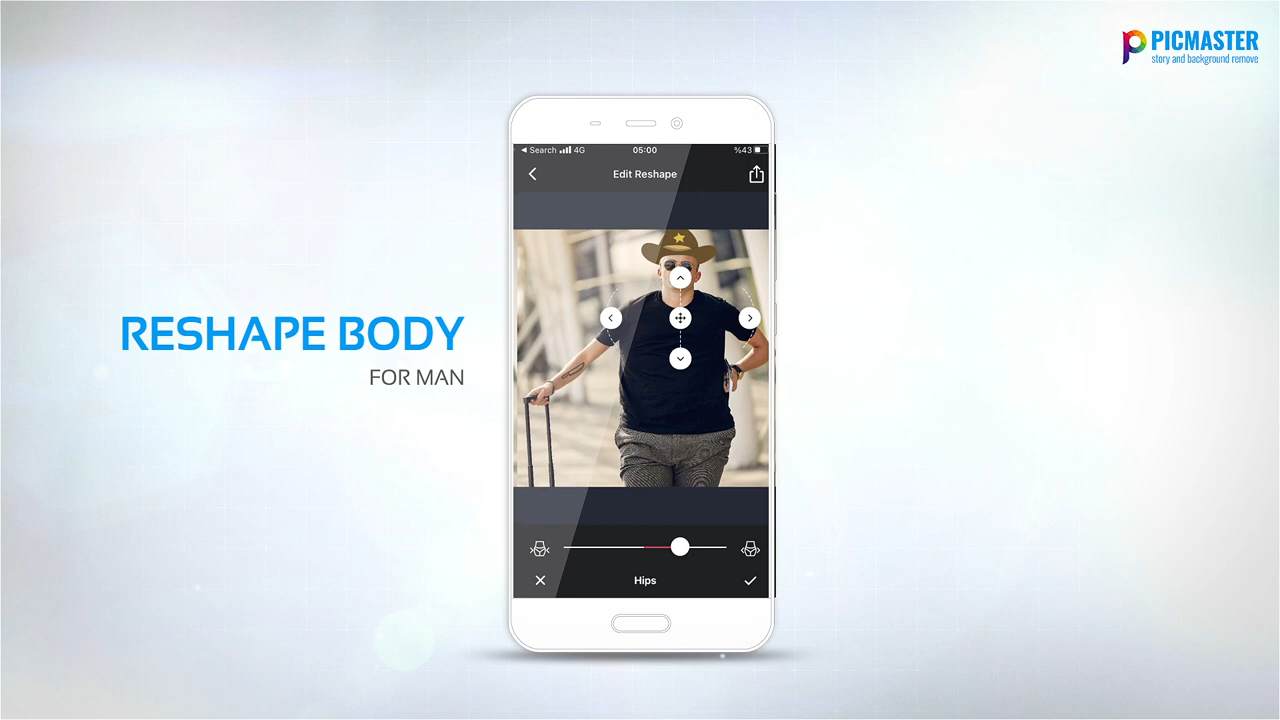 PICMASTER
story and background remove
Search 4G 05:00 %43
Edit Reshape
RESHAPE BODY
FOR MAN
Hips